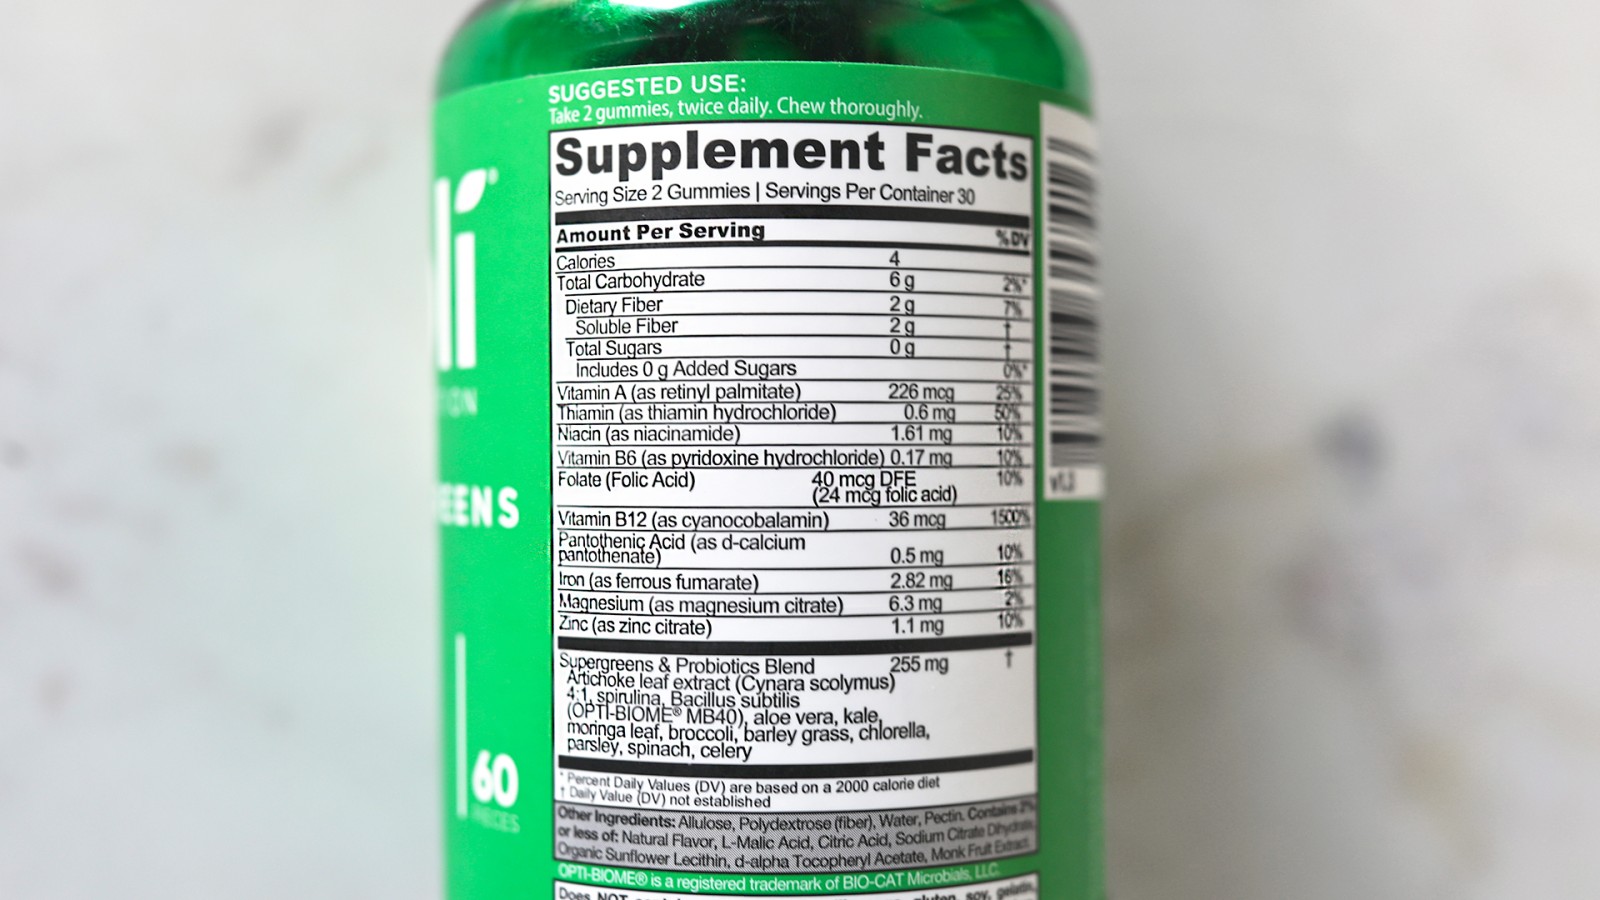 SUGGESTED USE:
Take 2 gummies, twice daily. Chew thoroughly.
Supplement Facts
Serving Size 2 Gummies | Servings Per Container 30
Amount Per Serving %DV
Calories 4
Total Carbohydrate 6 g 2%*
Dietary Fiber 2 g 7%
Soluble Fiber 2 g †
Total Sugars 0 g †
Includes 0 g Added Sugars 0%*
Vitamin A (as retinyl palmitate) 226 mcg 25%
Thiamin (as thiamin hydrochloride) 0.6 mg 50%
Niacin (as niacinamide) 1.61 mg 10%
Vitamin B6 (as pyridoxine hydrochloride) 0.17 mg 10%
Folate (Folic Acid) 40 mcg DFE 10%
(24 mcg folic acid)
Vitamin B12 (as cyanocobalamin) 36 mcg 1500%
Pantothenic Acid (as d-calcium
pantothenate) 0.5 mg 10%
Iron (as ferrous fumarate) 2.82 mg 16%
Magnesium (as magnesium citrate) 6.3 mg 2%
Zinc (as zinc citrate) 1.1 mg 10%
Supergreens & Probiotics Blend 255 mg †
Artichoke leaf extract (Cynara scolymus)
4:1, spirulina, Bacillus subtilis
(OPTI-BIOME® MB40), aloe vera, kale,
moringa leaf, broccoli, barley grass, chlorella,
parsley, spinach, celery
* Percent Daily Values (DV) are based on a 2000 calorie diet
† Daily Value (DV) not established
Other Ingredients: Allulose, Polydextrose (fiber), Water, Pectin. Contains 2%
or less of: Natural Flavor, L-Malic Acid, Citric Acid, Sodium Citrate Dihydrate,
Organic Sunflower Lecithin, d-alpha Tocopheryl Acetate, Monk Fruit Extract.
OPTI-BIOME® is a registered trademark of BIO-CAT Microbials, LLC.
Does NOT gluten, soy, gelatin,
li®
ION
EENS
60
PIECES
v1.3